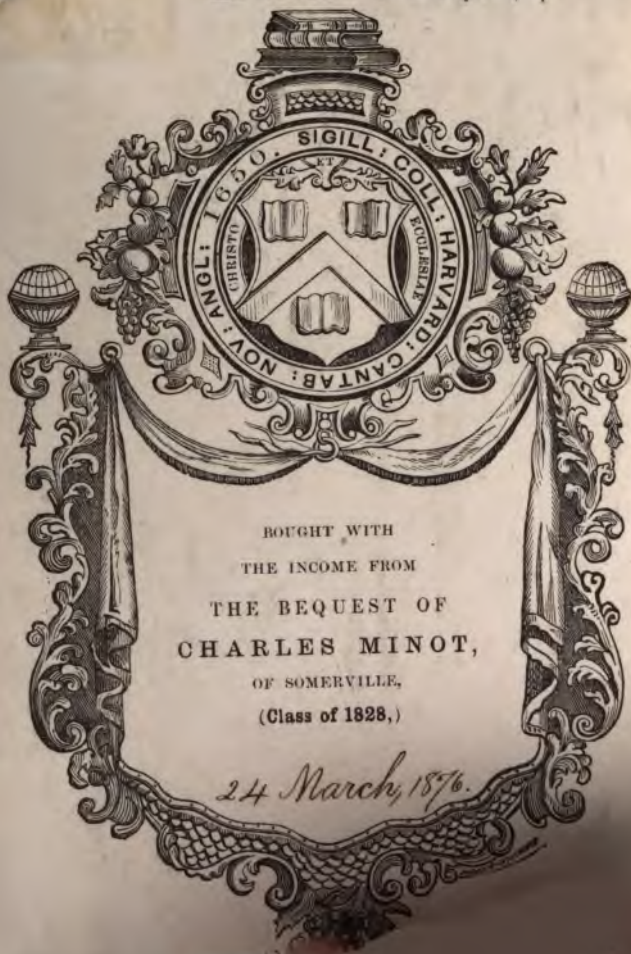 SIGILL: COLL: HARVARD: CANTAB: NOV: ANGL: 1650.
ET
CHRISTO
ECCLESIAE
BOUGHT WITH
THE INCOME FROM
THE BEQUEST OF
CHARLES MINOT,
OF SOMERVILLE,
(Class of 1828,)
24 March, 1876.